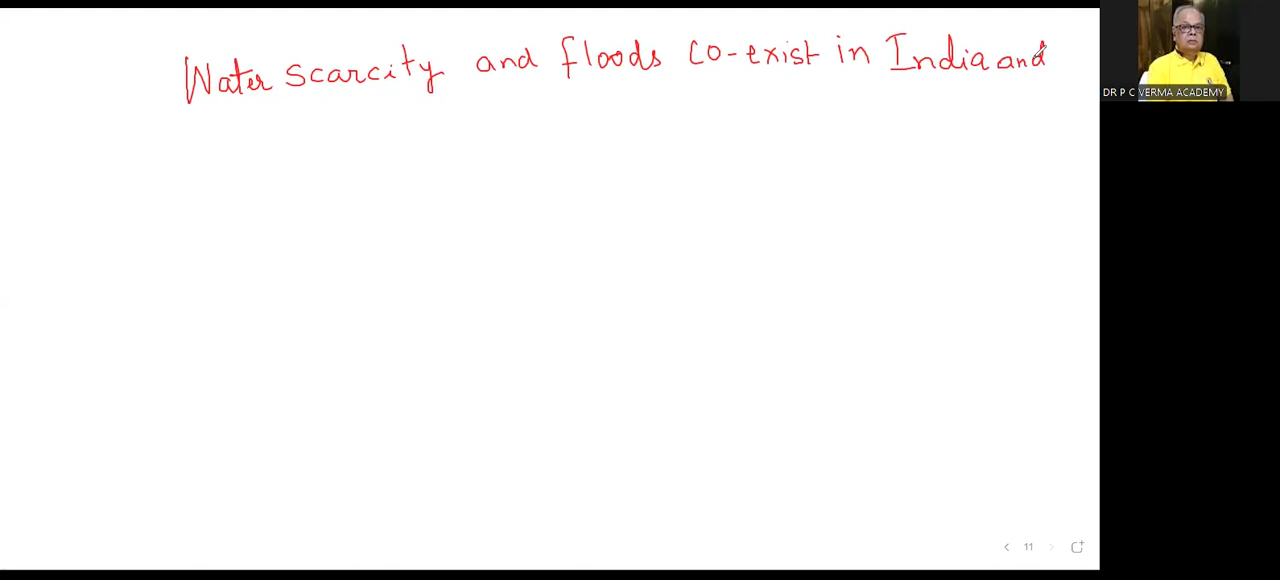 Water scarcity and floods co-exist in India and
DR P C VERMA ACADEMY
11